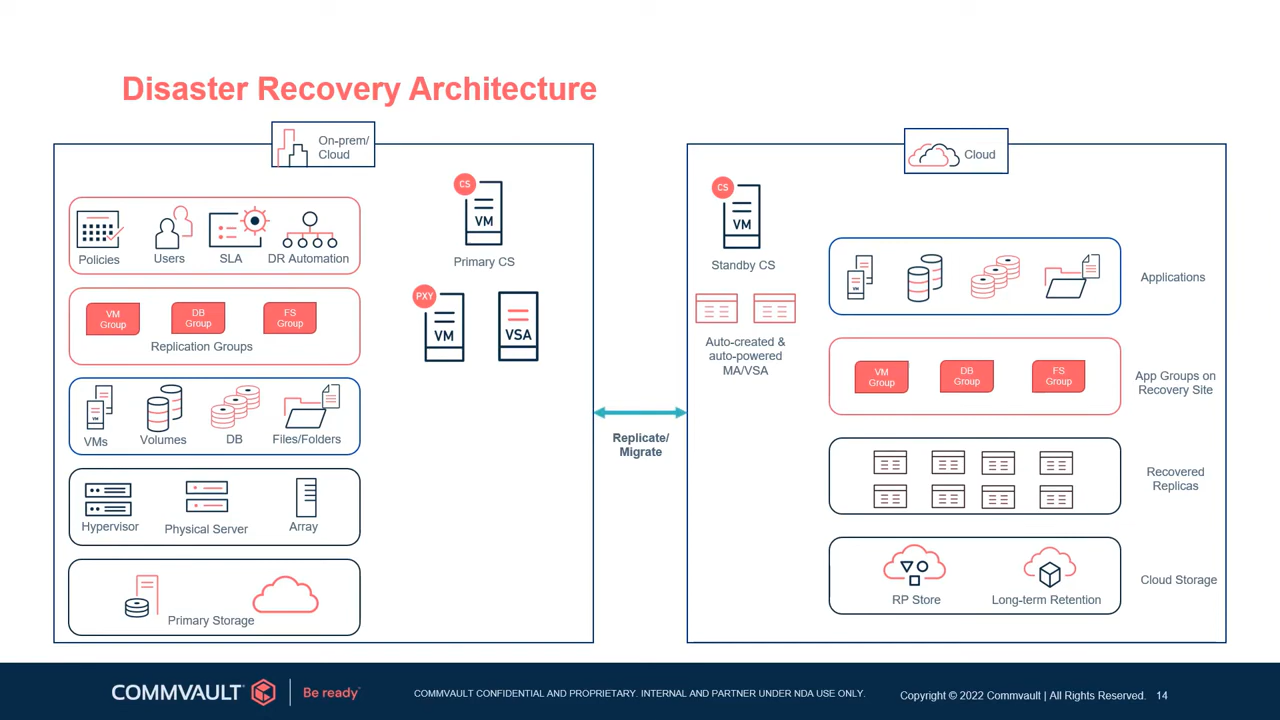 Disaster Recovery Architecture
On-prem/
Cloud
Policies
Users
SLA
DR Automation
VM
Group
DB
Group
FS
Group
Replication Groups
VMs
VM
Volumes
DB
Files/Folders
Hypervisor
Physical Server
Array
Primary Storage
CS
VM
Primary CS
PXY
VM
VSA
Replicate/
Migrate
Cloud
CS
VM
Standby CS
Auto-created &
auto-powered
MA/VSA
VM
Applications
VM
Group
DB
Group
FS
Group
App Groups on
Recovery Site
Recovered
Replicas
RP Store
Long-term Retention
Cloud Storage
COMMVAULT
Be ready
COMMVAULT CONFIDENTIAL AND PROPRIETARY. INTERNAL AND PARTNER UNDER NDA USE ONLY.
Copyright © 2022 Commvault | All Rights Reserved. 14